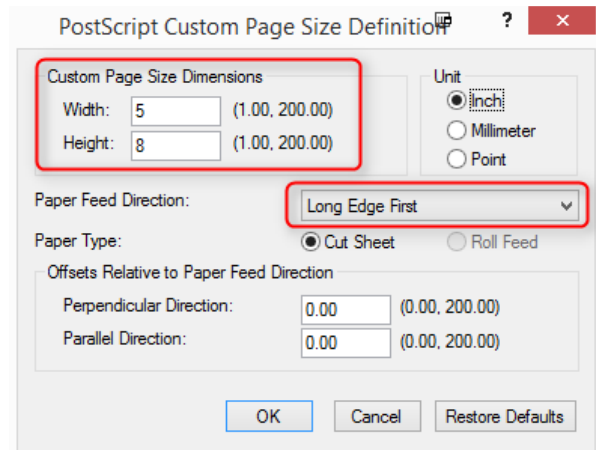 PostScript Custom Page Size Definition ?
Custom Page Size Dimensions
Width: 5 (1.00, 200.00)
Height: 8 (1.00, 200.00)
Unit
Inch
Millimeter
Point
Paper Feed Direction: Long Edge First
Paper Type: Cut Sheet Roll Feed
Offsets Relative to Paper Feed Direction
Perpendicular Direction: 0.00 (0.00, 200.00)
Parallel Direction: 0.00 (0.00, 200.00)
OK Cancel Restore Defaults